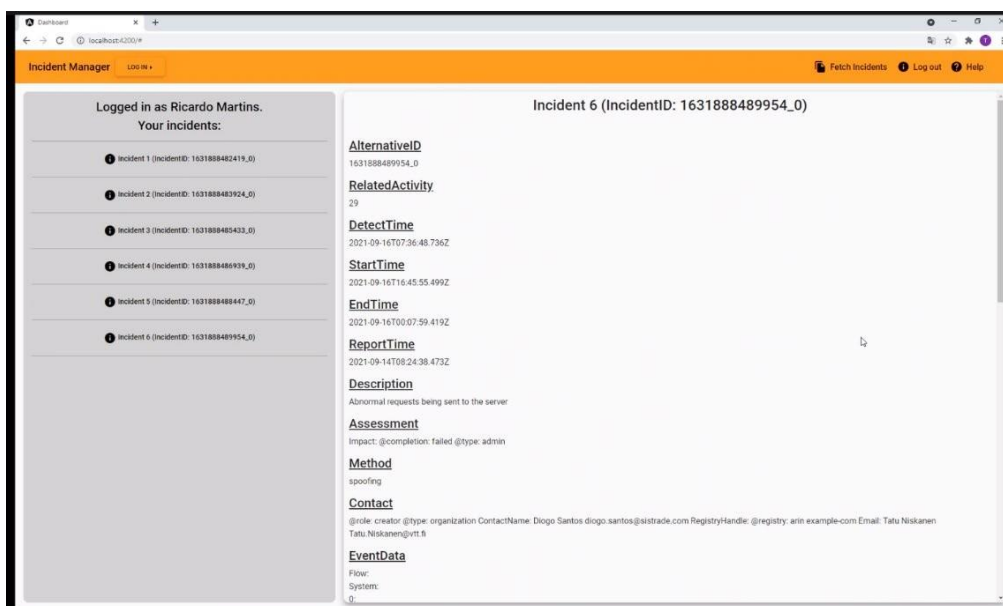 Dashboard
localhost:4200/#
Incident Manager LOG IN Fetch Incidents Log out Help
Logged in as Ricardo Martins.
Your incidents:
Incident 1 (IncidentID: 1631888482419_0)
Incident 2 (IncidentID: 1631888483924_0)
Incident 3 (IncidentID: 1631888485433_0)
Incident 4 (IncidentID: 1631888486939_0)
Incident 5 (IncidentID: 1631888488447_0)
Incident 6 (IncidentID: 1631888489954_0)
Incident 6 (IncidentID: 1631888489954_0)
AlternativeID
1631888489954_0
RelatedActivity
29
DetectTime
2021-09-16T07:36:48.736Z
StartTime
2021-09-16T16:45:55.499Z
EndTime
2021-09-16T00:07:59.419Z
ReportTime
2021-09-14T08:24:38.473Z
Description
Abnormal requests being sent to the server
Assessment
Impact: @completion: failed @type: admin
Method
spoofing
Contact
@role: creator @type: organization ContactName: Diogo Santos diogo.santos@sistrade.com RegistryHandle: @registry: arin example-com Email: Tatu Niskanen
Tatu.Niskanen@vtt.fi
EventData
Flow:
System:
0: